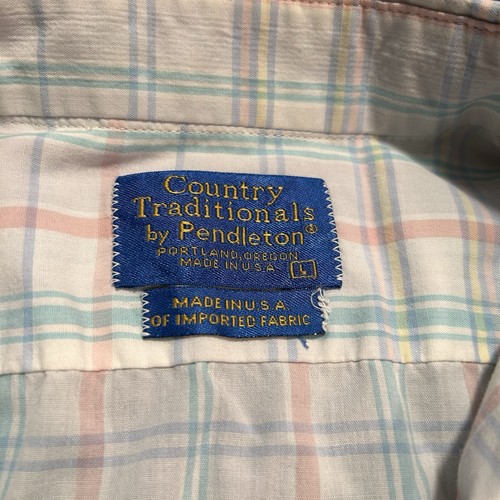 Country
Traditionals
by Pendleton®
PORTLAND, OREGON
MADE IN U.S.A. L
MADE IN U.S.A.
OF IMPORTED FABRIC